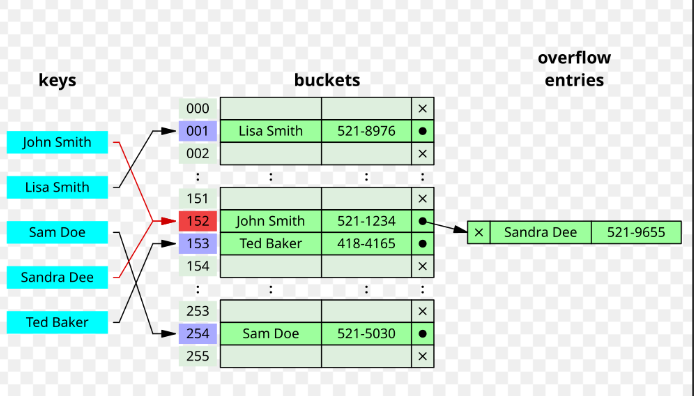 keys
buckets
overflow
entries
John Smith
Lisa Smith
Sam Doe
Sandra Dee
Ted Baker
000 ×
001 Lisa Smith 521-8976 ●
002 ×
: : : :
151 ×
152 John Smith 521-1234 ●
153 Ted Baker 418-4165 ●
154 ×
: : : :
253 ×
254 Sam Doe 521-5030 ●
255 ×
× Sandra Dee 521-9655